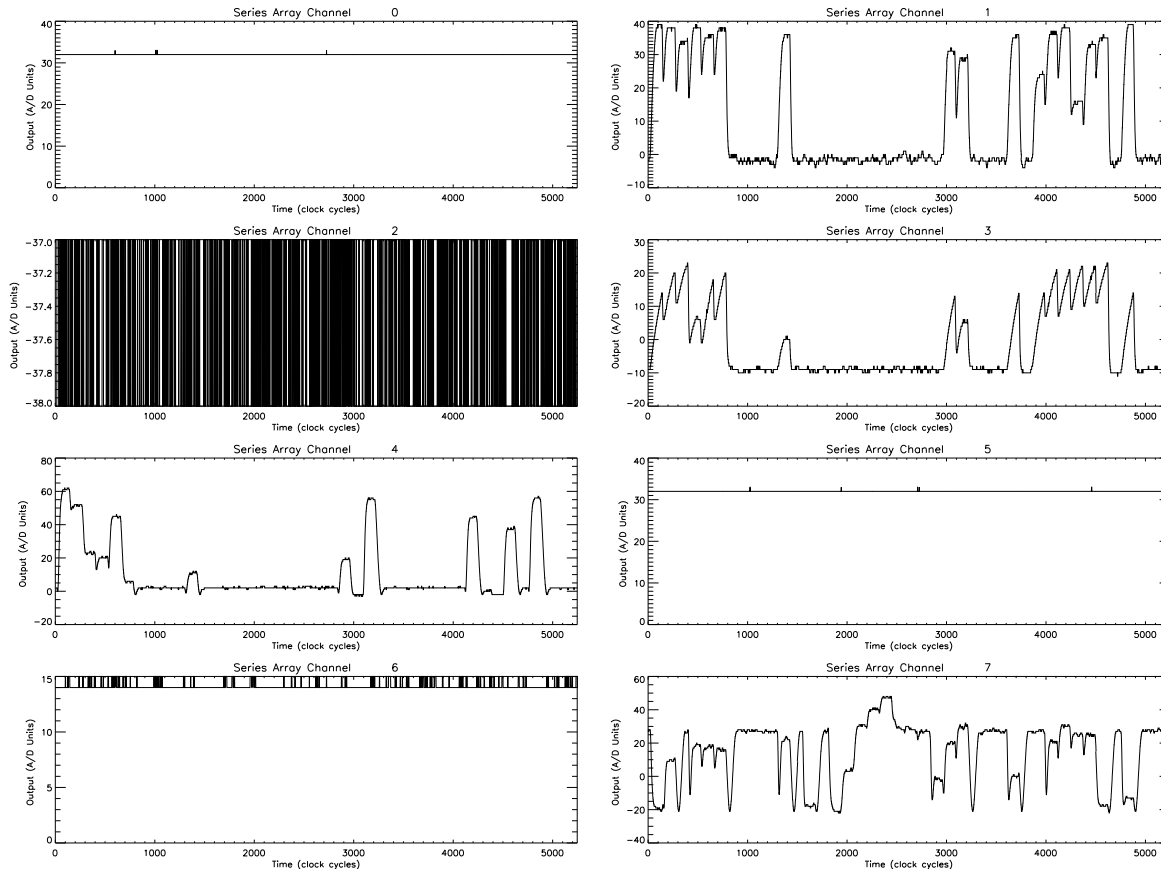 Series Array Channel 0
40
30
20
10
0
Output (A/D Units)
0 1000 2000 3000 4000 5000
Time (clock cycles)
Series Array Channel 1
40
30
20
10
0
−10
Output (A/D Units)
0 1000 2000 3000 4000 5000
Time (clock cycles)
Series Array Channel 2
−37.0
−37.2
−37.4
−37.6
−37.8
−38.0
Output (A/D Units)
0 1000 2000 3000 4000 5000
Time (clock cycles)
Series Array Channel 3
30
20
10
0
−10
−20
Output (A/D Units)
0 1000 2000 3000 4000 5000
Time (clock cycles)
Series Array Channel 4
80
60
40
20
0
−20
Output (A/D Units)
0 1000 2000 3000 4000 5000
Time (clock cycles)
Series Array Channel 5
40
30
20
10
0
Output (A/D Units)
0 1000 2000 3000 4000 5000
Time (clock cycles)
Series Array Channel 6
15
10
5
0
Output (A/D Units)
0 1000 2000 3000 4000 5000
Time (clock cycles)
Series Array Channel 7
60
40
20
0
−20
−40
Output (A/D Units)
0 1000 2000 3000 4000 5000
Time (clock cycles)